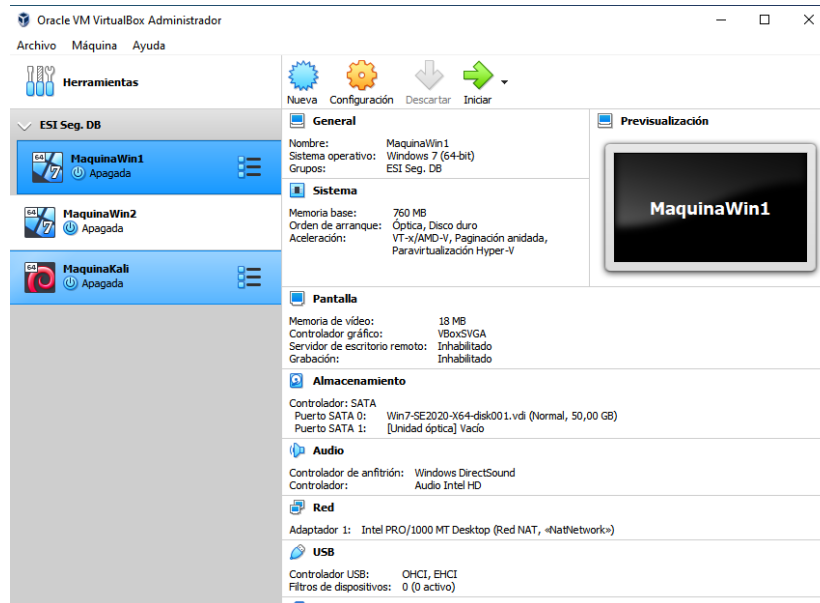 Oracle VM VirtualBox Administrador
Archivo Máquina Ayuda
Herramientas
Nueva Configuración Descartar Iniciar
ESI Seg. DB
64 7 MaquinaWin1
Apagada
64 7 MaquinaWin2
Apagada
64 MaquinaKali
Apagada
General
Nombre: MaquinaWin1
Sistema operativo: Windows 7 (64-bit)
Grupos: ESI Seg. DB
Sistema
Memoria base: 760 MB
Orden de arranque: Óptica, Disco duro
Aceleración: VT-x/AMD-V, Paginación anidada,
Paravirtualización Hyper-V
Previsualización
MaquinaWin1
Pantalla
Memoria de vídeo: 18 MB
Controlador gráfico: VBoxSVGA
Servidor de escritorio remoto: Inhabilitado
Grabación: Inhabilitado
Almacenamiento
Controlador: SATA
Puerto SATA 0: Win7-SE2020-X64-disk001.vdi (Normal, 50,00 GB)
Puerto SATA 1: [Unidad óptica] Vacío
Audio
Controlador de anfitrión: Windows DirectSound
Controlador: Audio Intel HD
Red
Adaptador 1: Intel PRO/1000 MT Desktop (Red NAT, «NatNetwork»)
USB
Controlador USB: OHCI, EHCI
Filtros de dispositivos: 0 (0 activo)